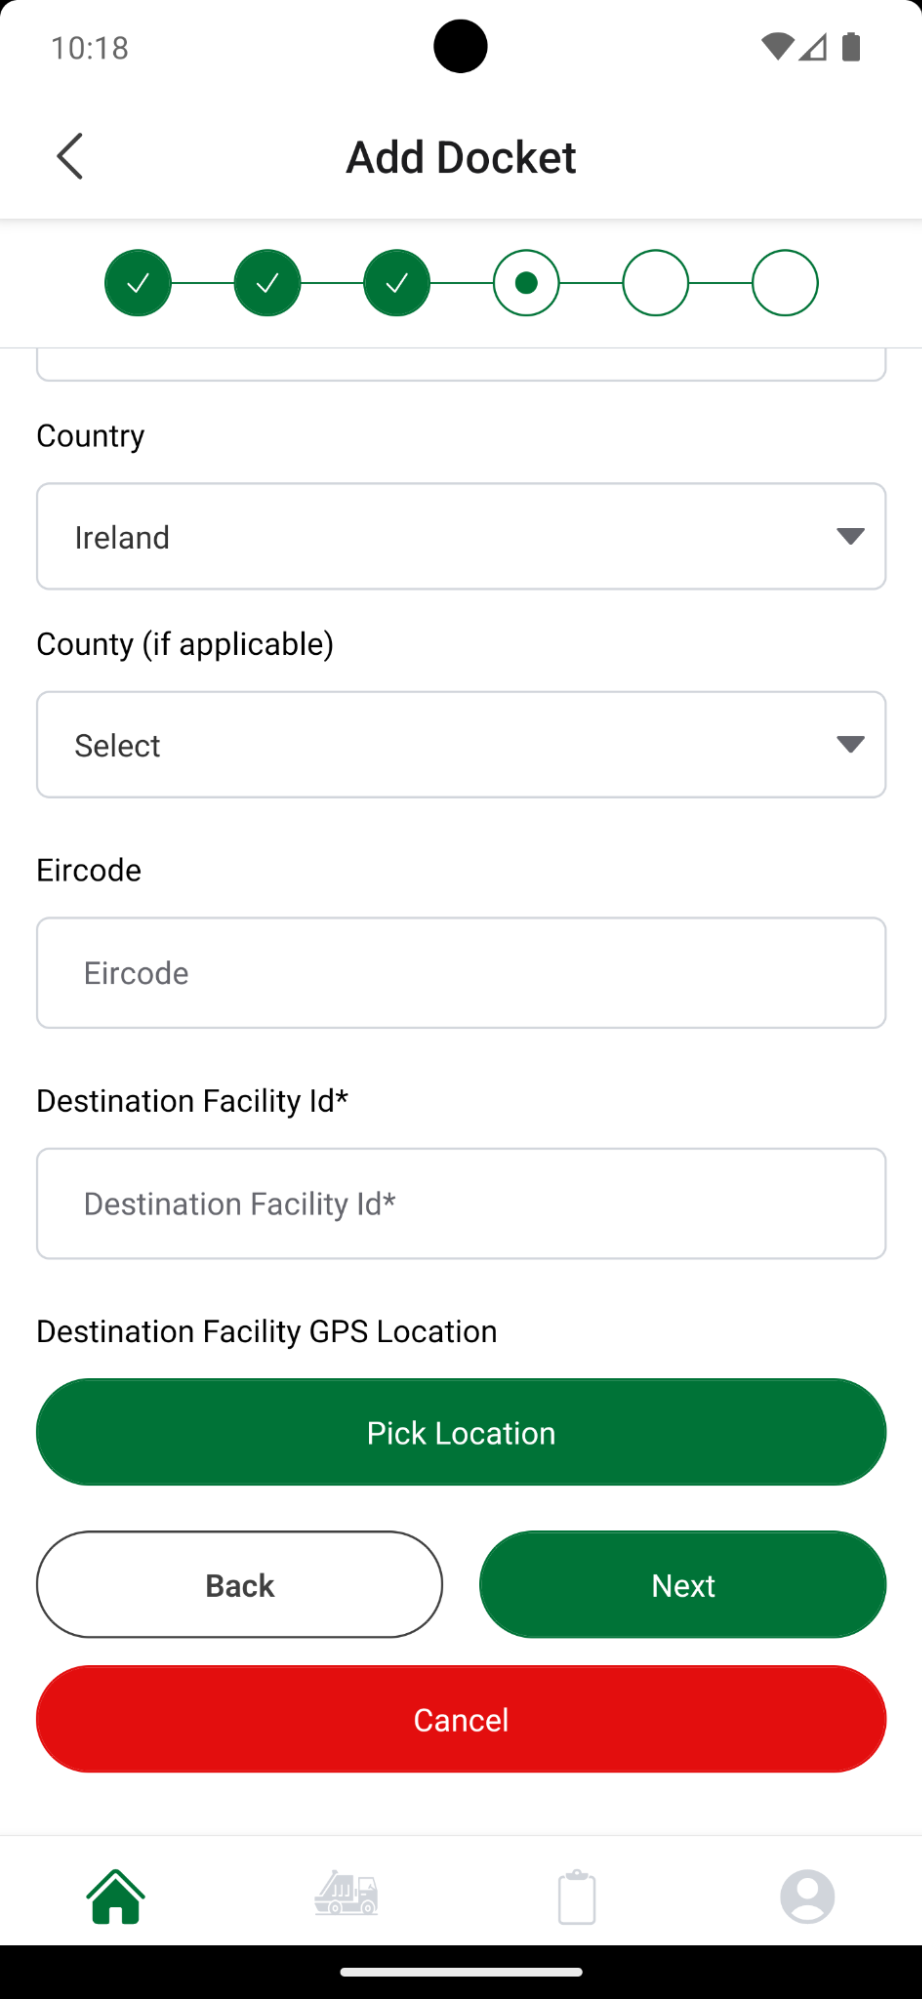 10:18
Add Docket
Country
Ireland
County (if applicable)
Select
Eircode
Eircode
Destination Facility Id*
Destination Facility Id*
Destination Facility GPS Location
Pick Location
Back
Next
Cancel